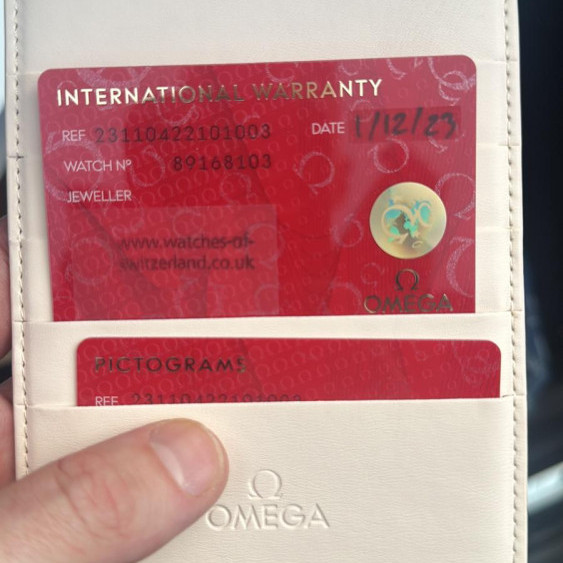 INTERNATIONAL WARRANTY
REF 23110422101003 DATE 1/12/23
WATCH Nº 89168103
JEWELLER
www.watches-of-
switzerland.co.uk
Ω
OMEGA
PICTOGRAMS
REF
Ω
OMEGA